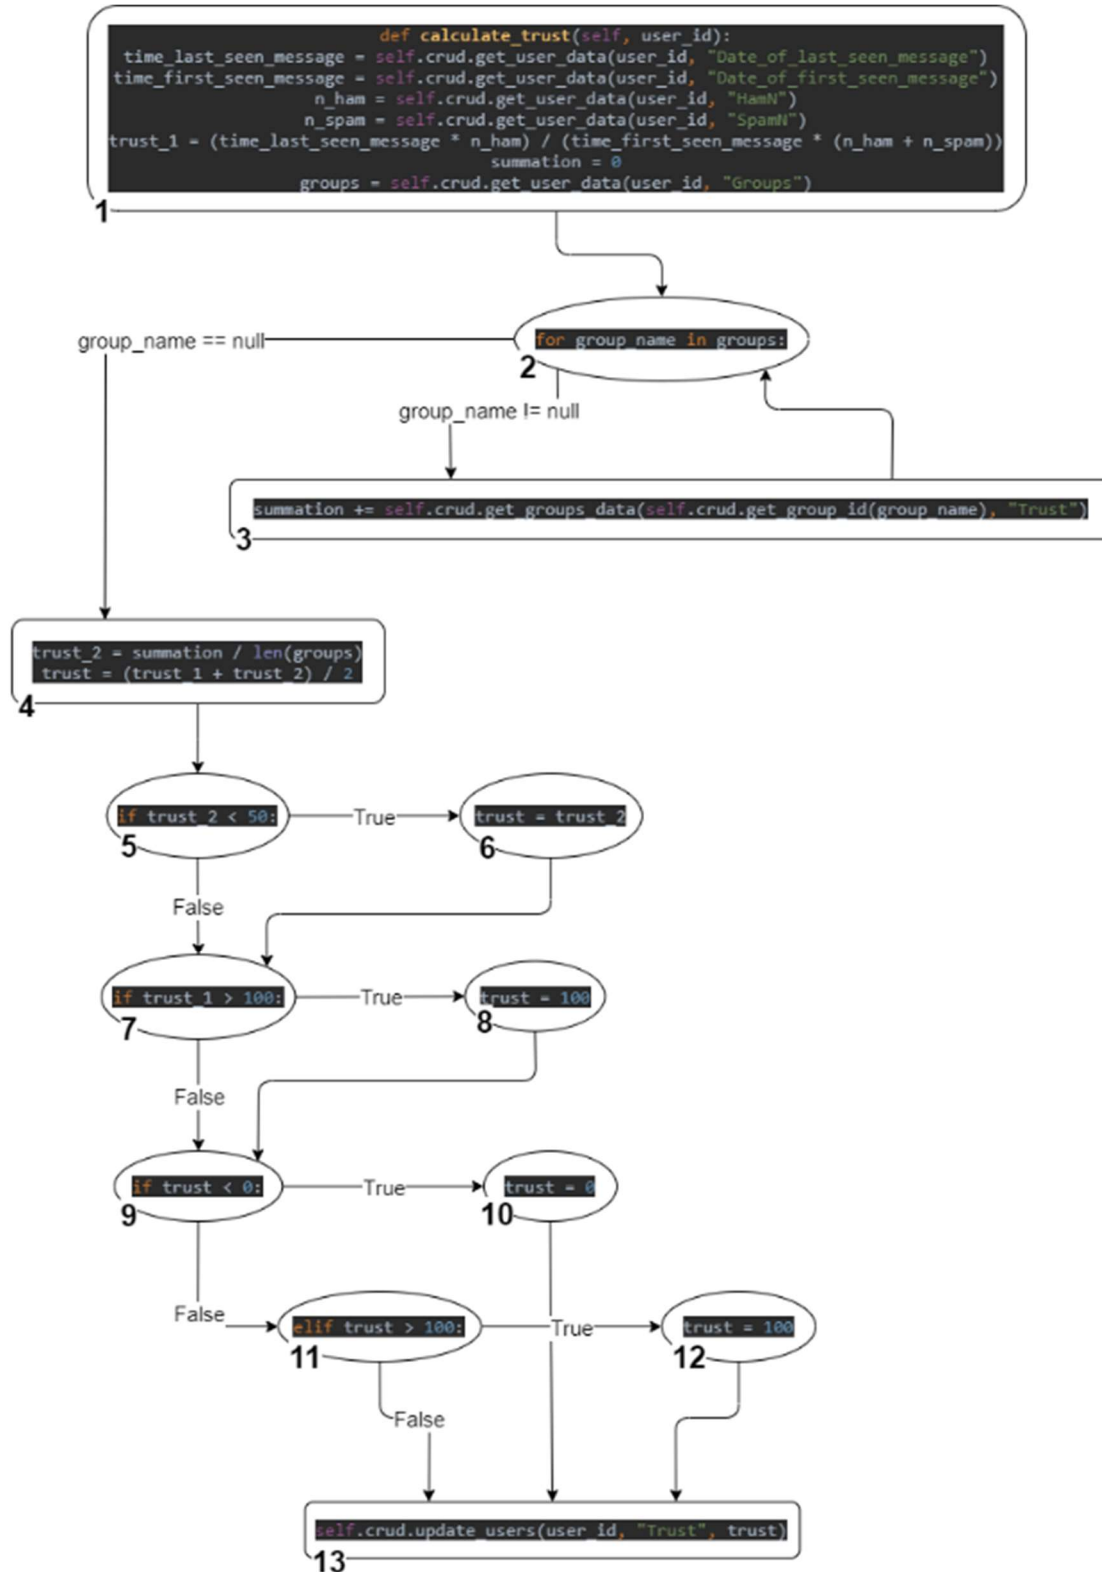 def calculate_trust(self, user_id):
time_last_seen_message = self.crud.get_user_data(user_id, "Date_of_last_seen_message")
time_first_seen_message = self.crud.get_user_data(user_id, "Date_of_first_seen_message")
n_ham = self.crud.get_user_data(user_id, "HamN")
n_spam = self.crud.get_user_data(user_id, "SpamN")
trust_1 = (time_last_seen_message * n_ham) / (time_first_seen_message * (n_ham + n_spam))
summation = 0
groups = self.crud.get_user_data(user_id, "Groups")
1
group_name == null
for group_name in groups:
2
group_name != null
summation += self.crud.get_groups_data(self.crud.get_group_id(group_name), "Trust")
3
trust_2 = summation / len(groups)
trust = (trust_1 + trust_2) / 2
4
if trust_2 < 50:
5
True
trust = trust_2
6
False
if trust_1 > 100:
7
True
trust = 100
8
False
if trust < 0:
9
True
trust = 0
10
False
elif trust > 100:
11
True
trust = 100
12
False
self.crud.update_users(user_id, "Trust", trust)
13